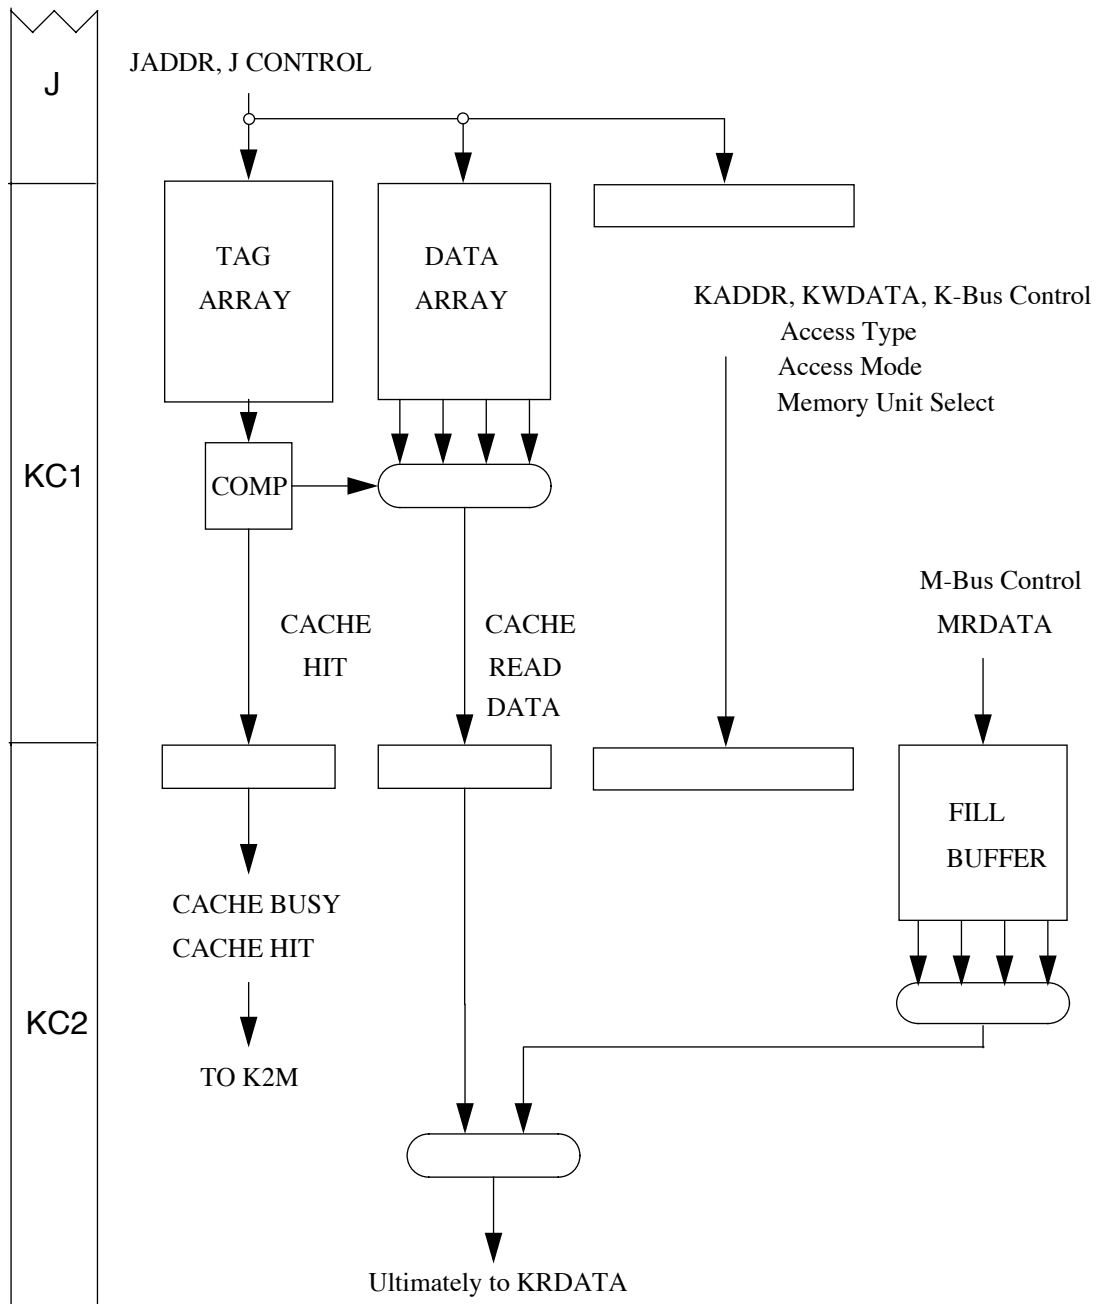 J
JADDR, J CONTROL
TAG
ARRAY
DATA
ARRAY
KADDR, KWDATA, K-Bus Control
Access Type
Access Mode
Memory Unit Select
KC1
COMP
M-Bus Control
MRDATA
CACHE
HIT
CACHE
READ
DATA
FILL
BUFFER
CACHE BUSY
CACHE HIT
KC2
TO K2M
Ultimately to KRDATA